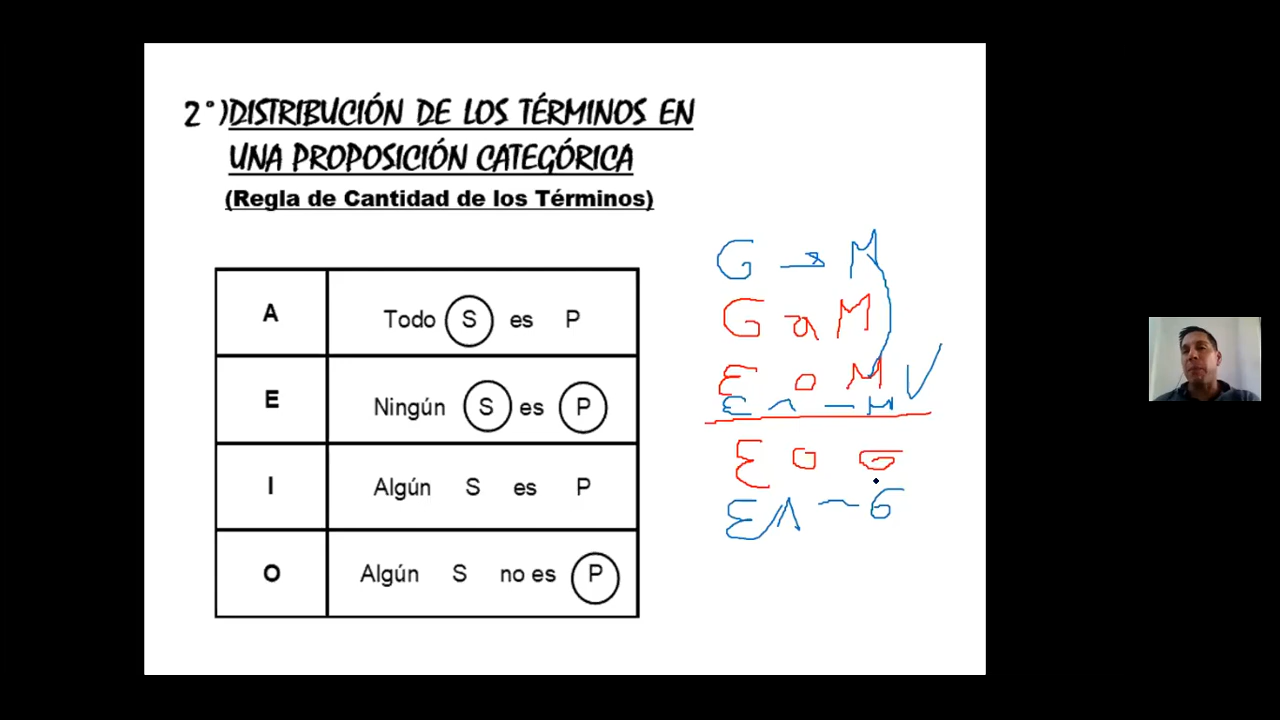 2°) DISTRIBUCIÓN DE LOS TÉRMINOS EN
UNA PROPOSICIÓN CATEGÓRICA
(Regla de Cantidad de los Términos)
A Todo S es P
E Ningún S es P
I Algún S es P
O Algún S no es P
G → M
G a M
E o M V
E ∧ ~ M
E o G
E ∧ ~ G